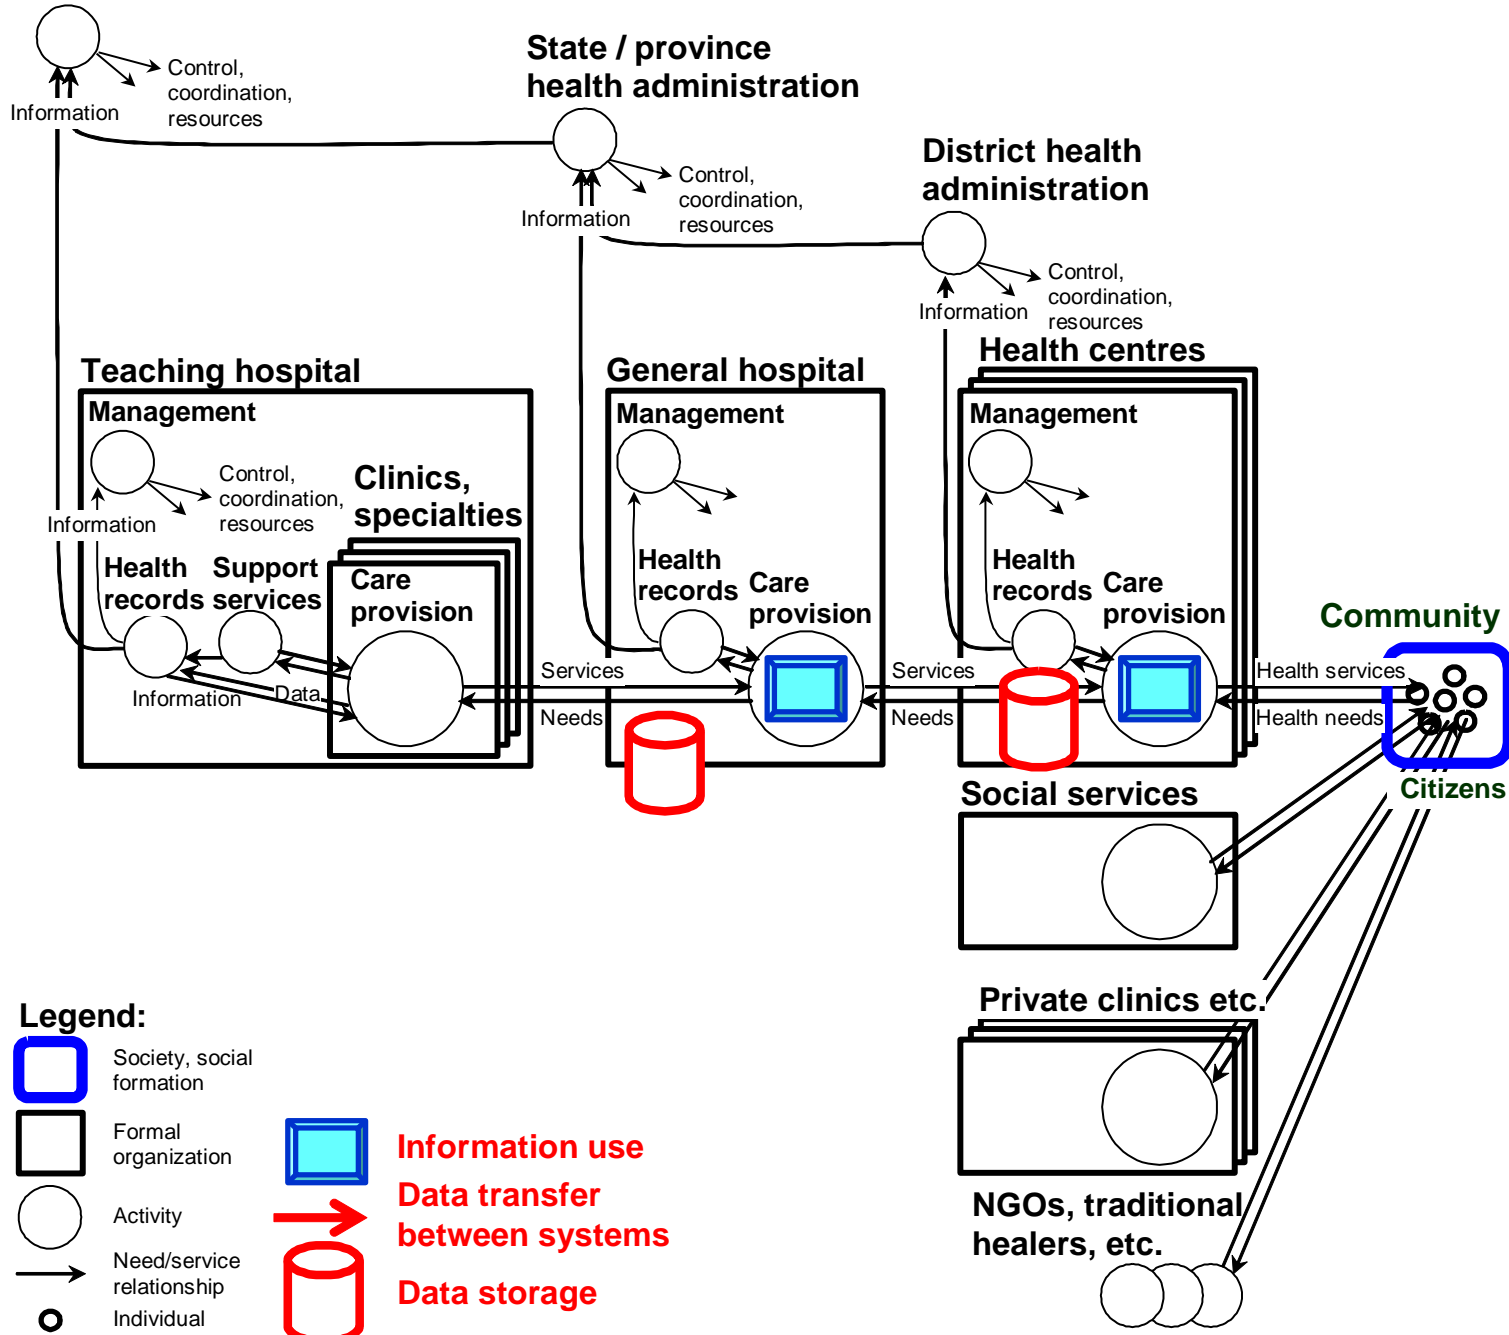 Control,
coordination,
resources
Information
State / province
health administration
Control,
coordination,
resources
Information
District health
administration
Control,
coordination,
resources
Information
Teaching hospital
Management
Control,
coordination,
resources
Information
Clinics,
specialties
Health
records
Support
services
Care
provision
Information
Data
Services
Needs
General hospital
Management
Health
records
Care
provision
Services
Needs
Health centres
Management
Health
records
Care
provision
Health services
Health needs
Community
Citizens
Social services
Private clinics etc.
NGOs, traditional
healers, etc.
Legend:
Society, social
formation
Formal
organization
Activity
Need/service
relationship
Individual
Information use
Data transfer
between systems
Data storage